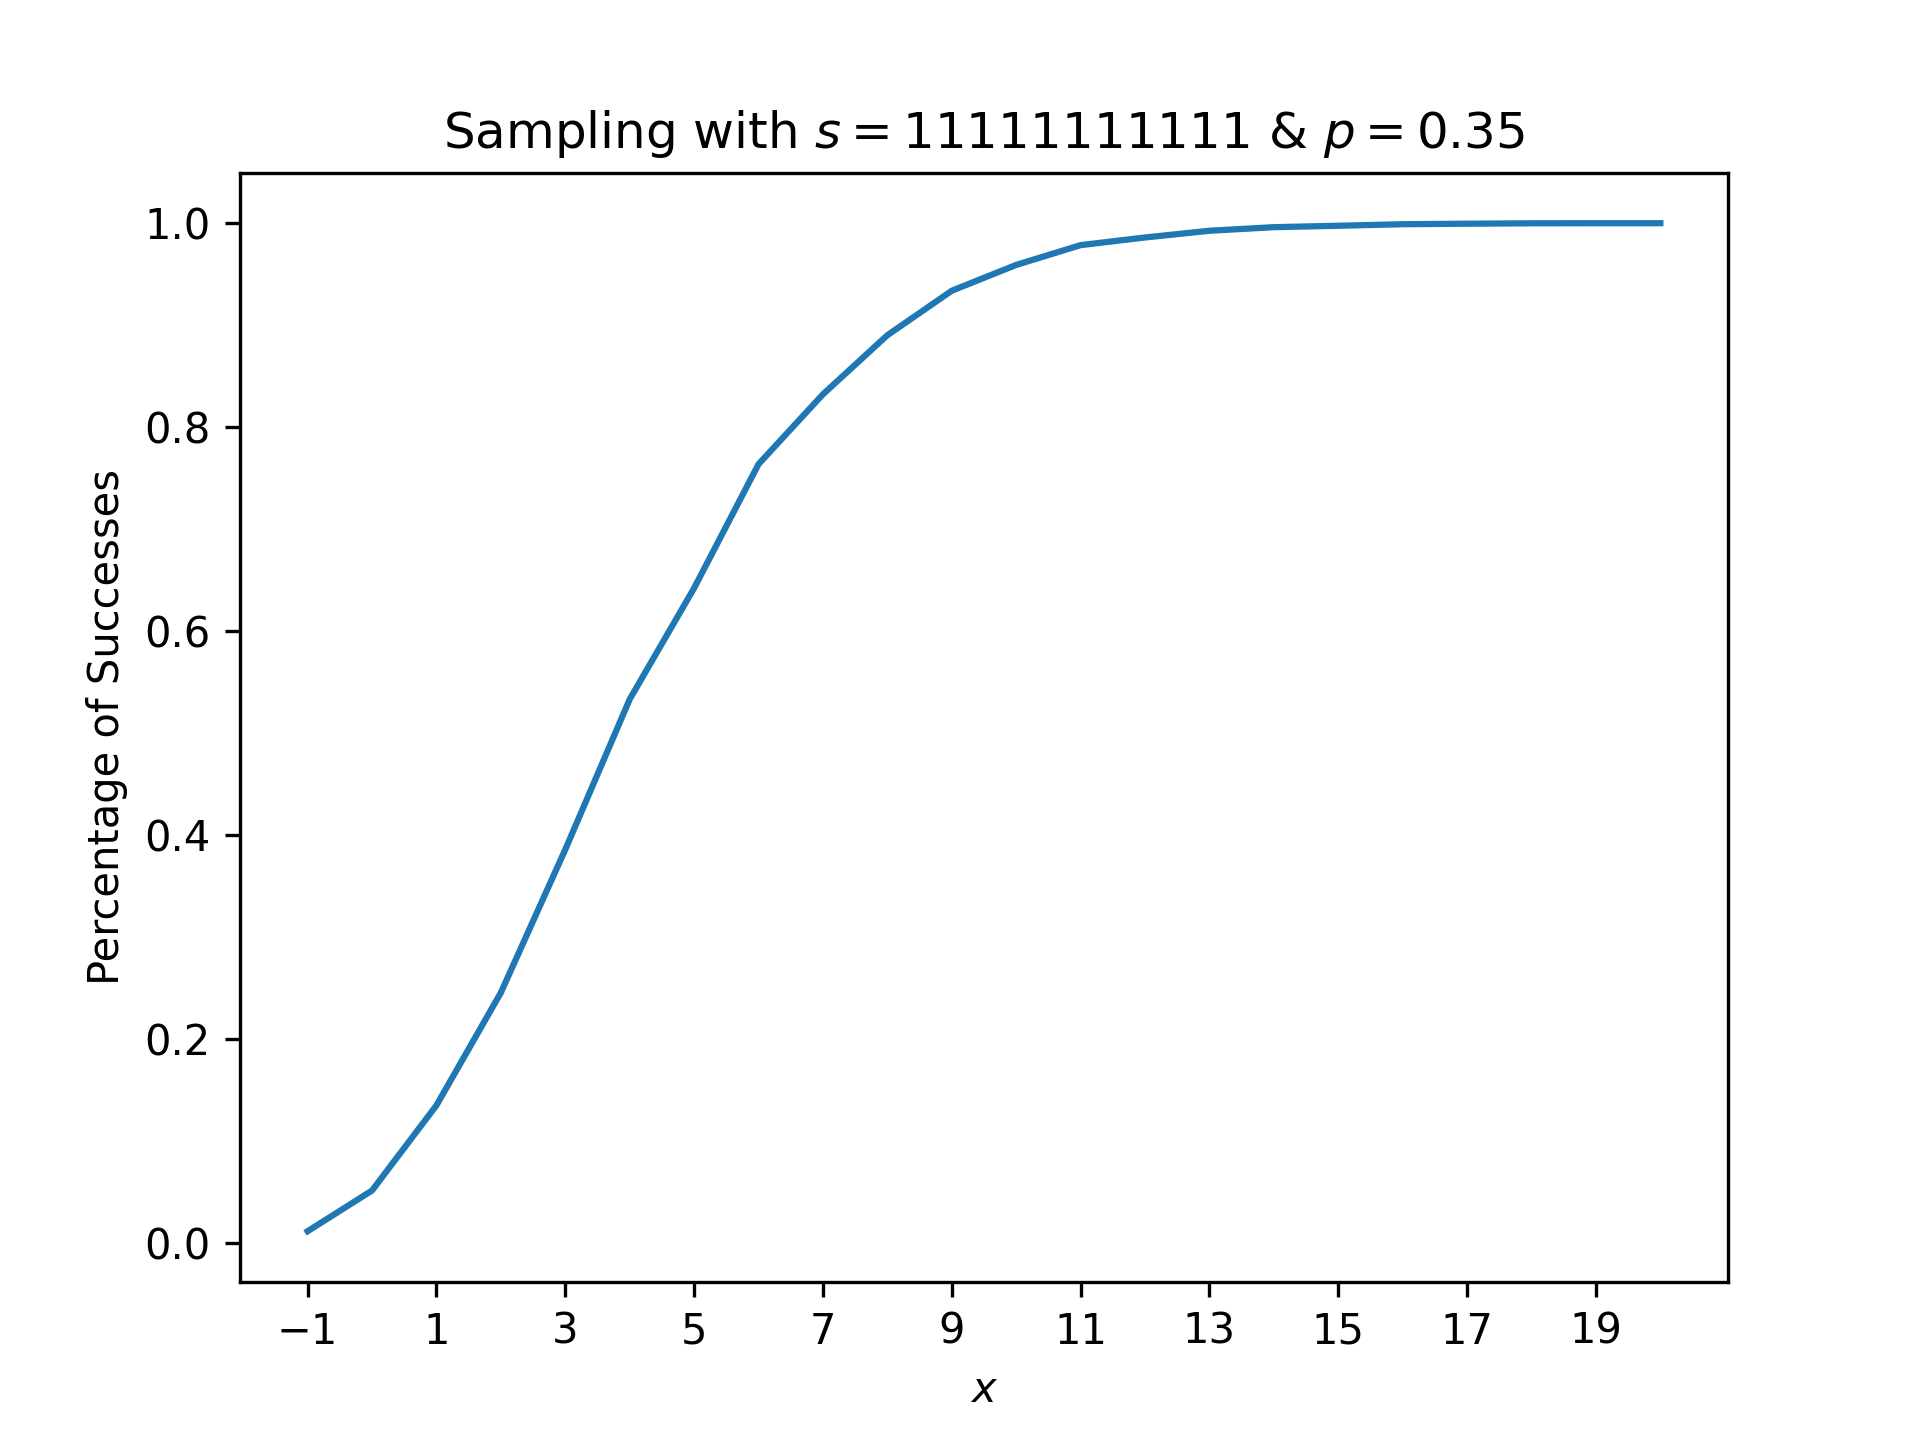 Sampling with s = 11111111111 & p = 0.35
1.0
0.8
0.6
0.4
0.2
0.0
Percentage of Successes
−1 1 3 5 7 9 11 13 15 17 19
x